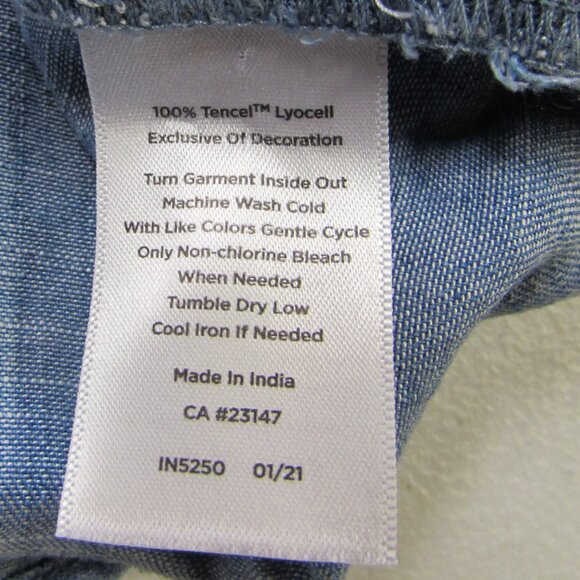 100% Tencel™ Lyocell
Exclusive Of Decoration
Turn Garment Inside Out
Machine Wash Cold
With Like Colors Gentle Cycle
Only Non-chlorine Bleach
When Needed
Tumble Dry Low
Cool Iron If Needed
Made In India
CA #23147
IN5250 01/21